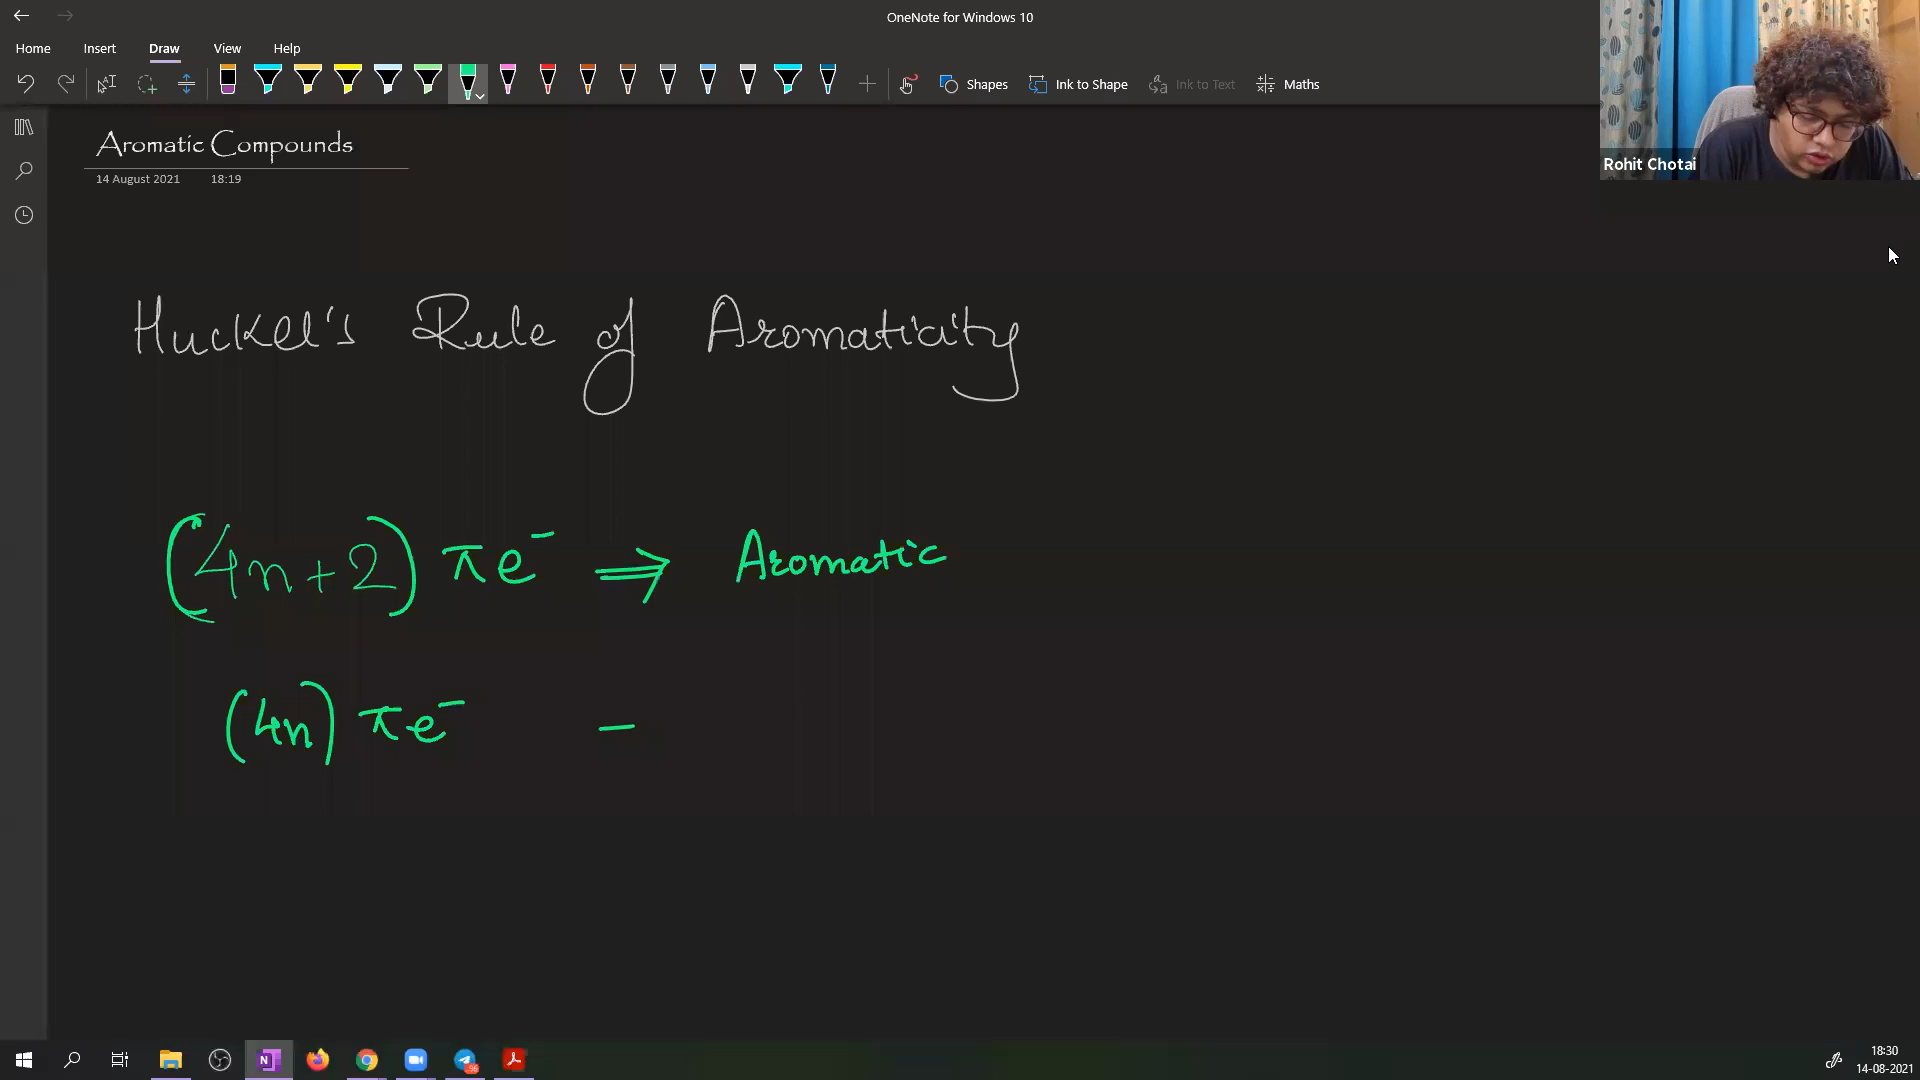 OneNote for Windows 10
Home Insert Draw View Help
Shapes Ink to Shape Ink to Text Maths
Rohit Chotai
Aromatic Compounds
14 August 2021 18:19
Huckel's Rule of Aromaticity
(4n+2) πe⁻ ⇒ Aromatic
(4n) πe⁻ –
18:30
14-08-2021